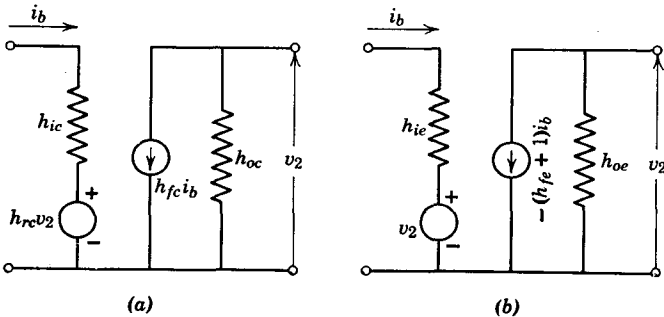 i_b
h_ic
h_rc v_2
+
−
h_fc i_b
h_oc
v_2
(a)
i_b
h_ie
v_2
+
−
−(h_fe + 1)i_b
h_oe
v_2
(b)